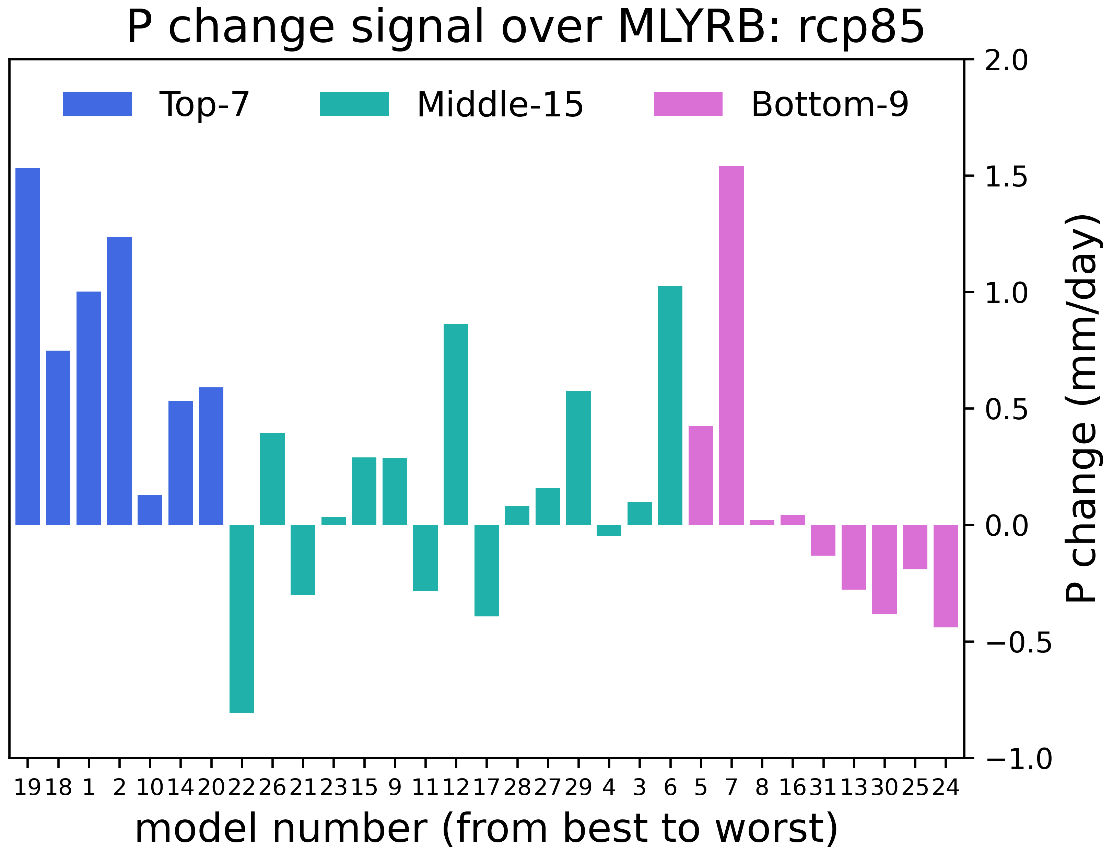 P change signal over MLYRB: rcp85
Top-7 Middle-15 Bottom-9
2.0
1.5
1.0
0.5
0.0
−0.5
−1.0
P change (mm/day)
19 18 1 2 10 14 20 22 26 21 23 15 9 11 12 17 28 27 29 4 3 6 5 7 8 16 31 13 30 25 24
model number (from best to worst)